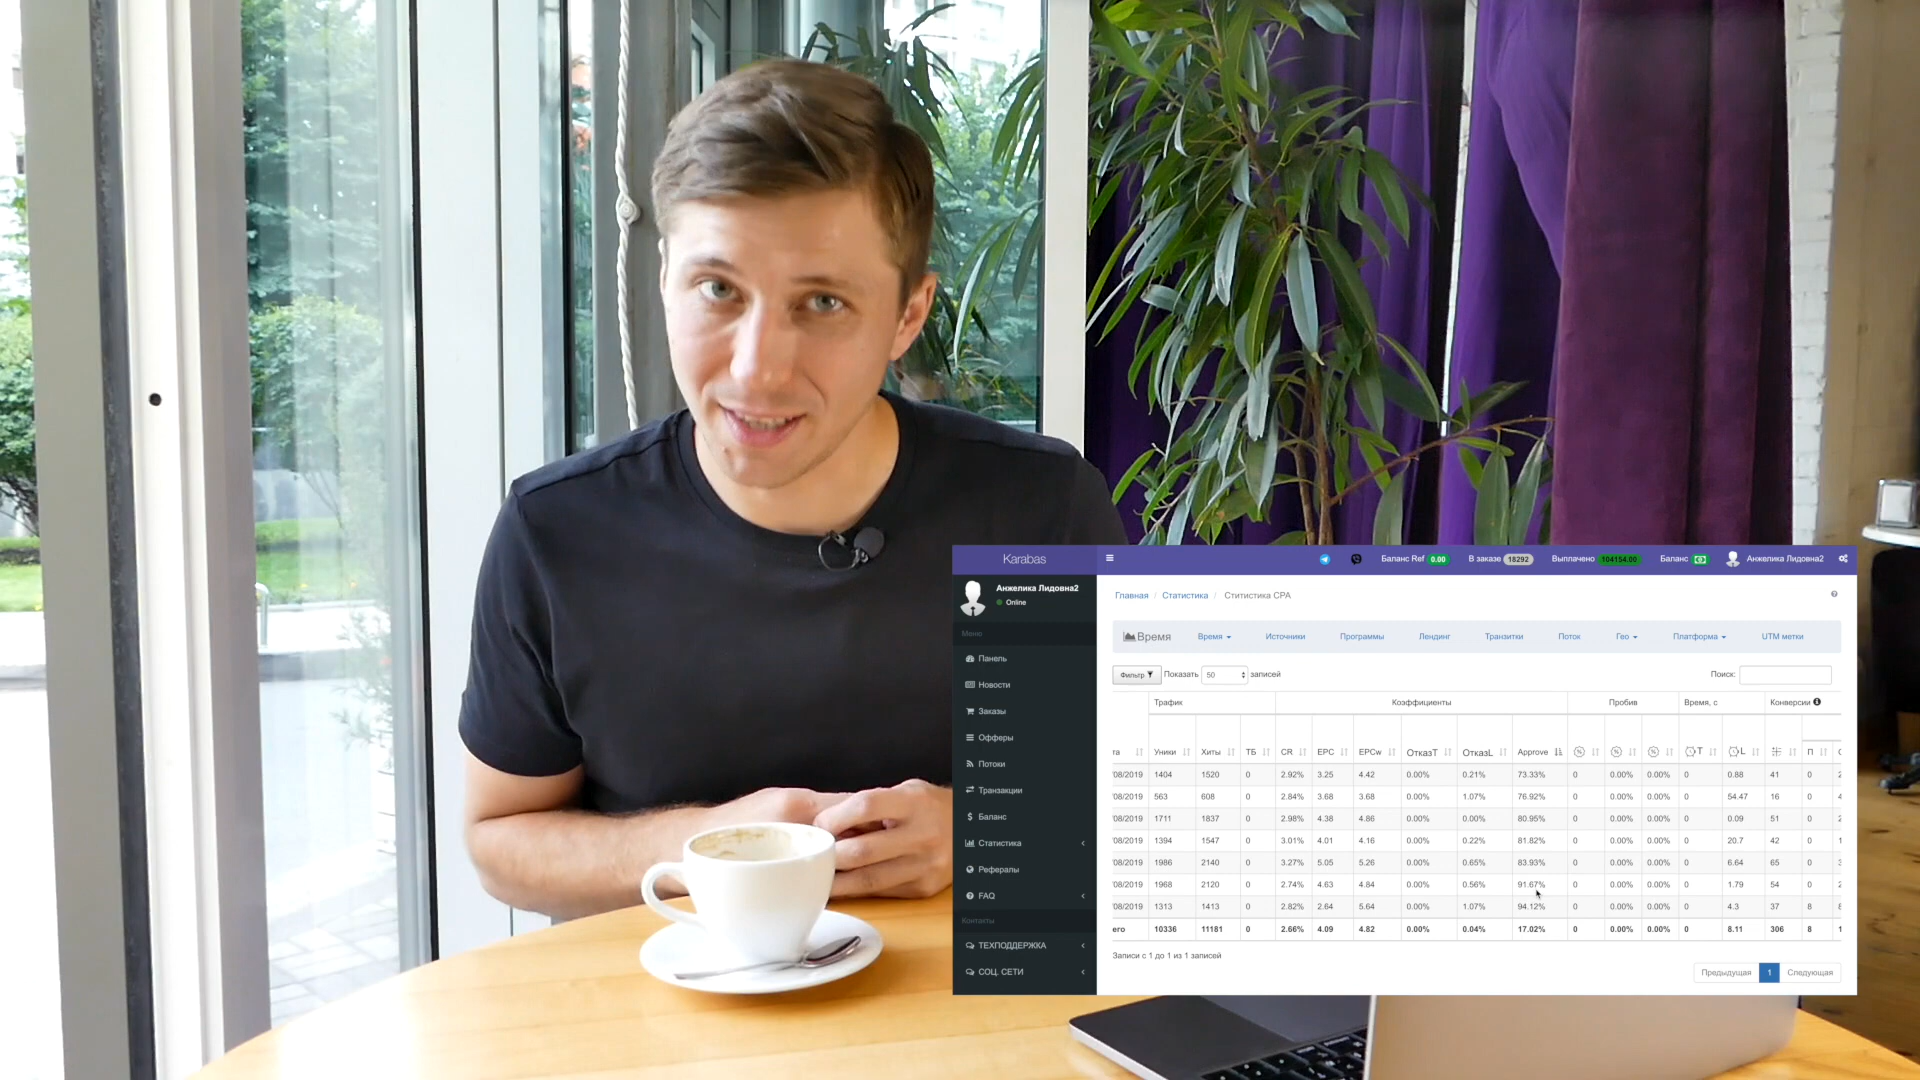 Karabas
Баланс Ref 0.00 В заказе 18292 Выплачено 104154.00 Баланс Анжелика Лидовна2
Анжелика Лидовна2
Online
Меню
Панель
Новости
Заказы
Офферы
Потоки
Транзакции
Баланс
Статистика
Рефералы
FAQ
Контакты
ТЕХПОДДЕРЖКА
СОЦ. СЕТИ
Главная / Статистика / Cтитистика CPA
Время Время Источники Программы Лендинг Транзитки Поток Гео Платформа UTM метки
Фильтр Показать 50 записей Поиск:
Трафик Коэффициенты Пробив Время, с Конверсии
та Уники Хиты ТБ CR EPC EPCw ОтказT ОтказL Approve T L П
/08/2019 1404 1520 0 2.92% 3.25 4.42 0.00% 0.21% 73.33% 0 0.00% 0.00% 0 0.88 41 0 2
/08/2019 563 608 0 2.84% 3.68 3.68 0.00% 1.07% 76.92% 0 0.00% 0.00% 0 54.47 16 0 4
/08/2019 1711 1837 0 2.98% 4.38 4.86 0.00% 0.00% 80.95% 0 0.00% 0.00% 0 0.09 51 0 2
/08/2019 1394 1547 0 3.01% 4.01 4.16 0.00% 0.22% 81.82% 0 0.00% 0.00% 0 20.7 42 0 1
/08/2019 1986 2140 0 3.27% 5.05 5.26 0.00% 0.65% 83.93% 0 0.00% 0.00% 0 6.64 65 0 3
/08/2019 1968 2120 0 2.74% 4.63 4.84 0.00% 0.56% 91.67% 0 0.00% 0.00% 0 1.79 54 0 2
/08/2019 1313 1413 0 2.82% 2.64 5.64 0.00% 1.07% 94.12% 0 0.00% 0.00% 0 4.3 37 8 8
его 10336 11181 0 2.66% 4.09 4.82 0.00% 0.04% 17.02% 0 0.00% 0.00% 0 8.11 306 8 1
Записи с 1 до 1 из 1 записей
Предыдущая 1 Следующая